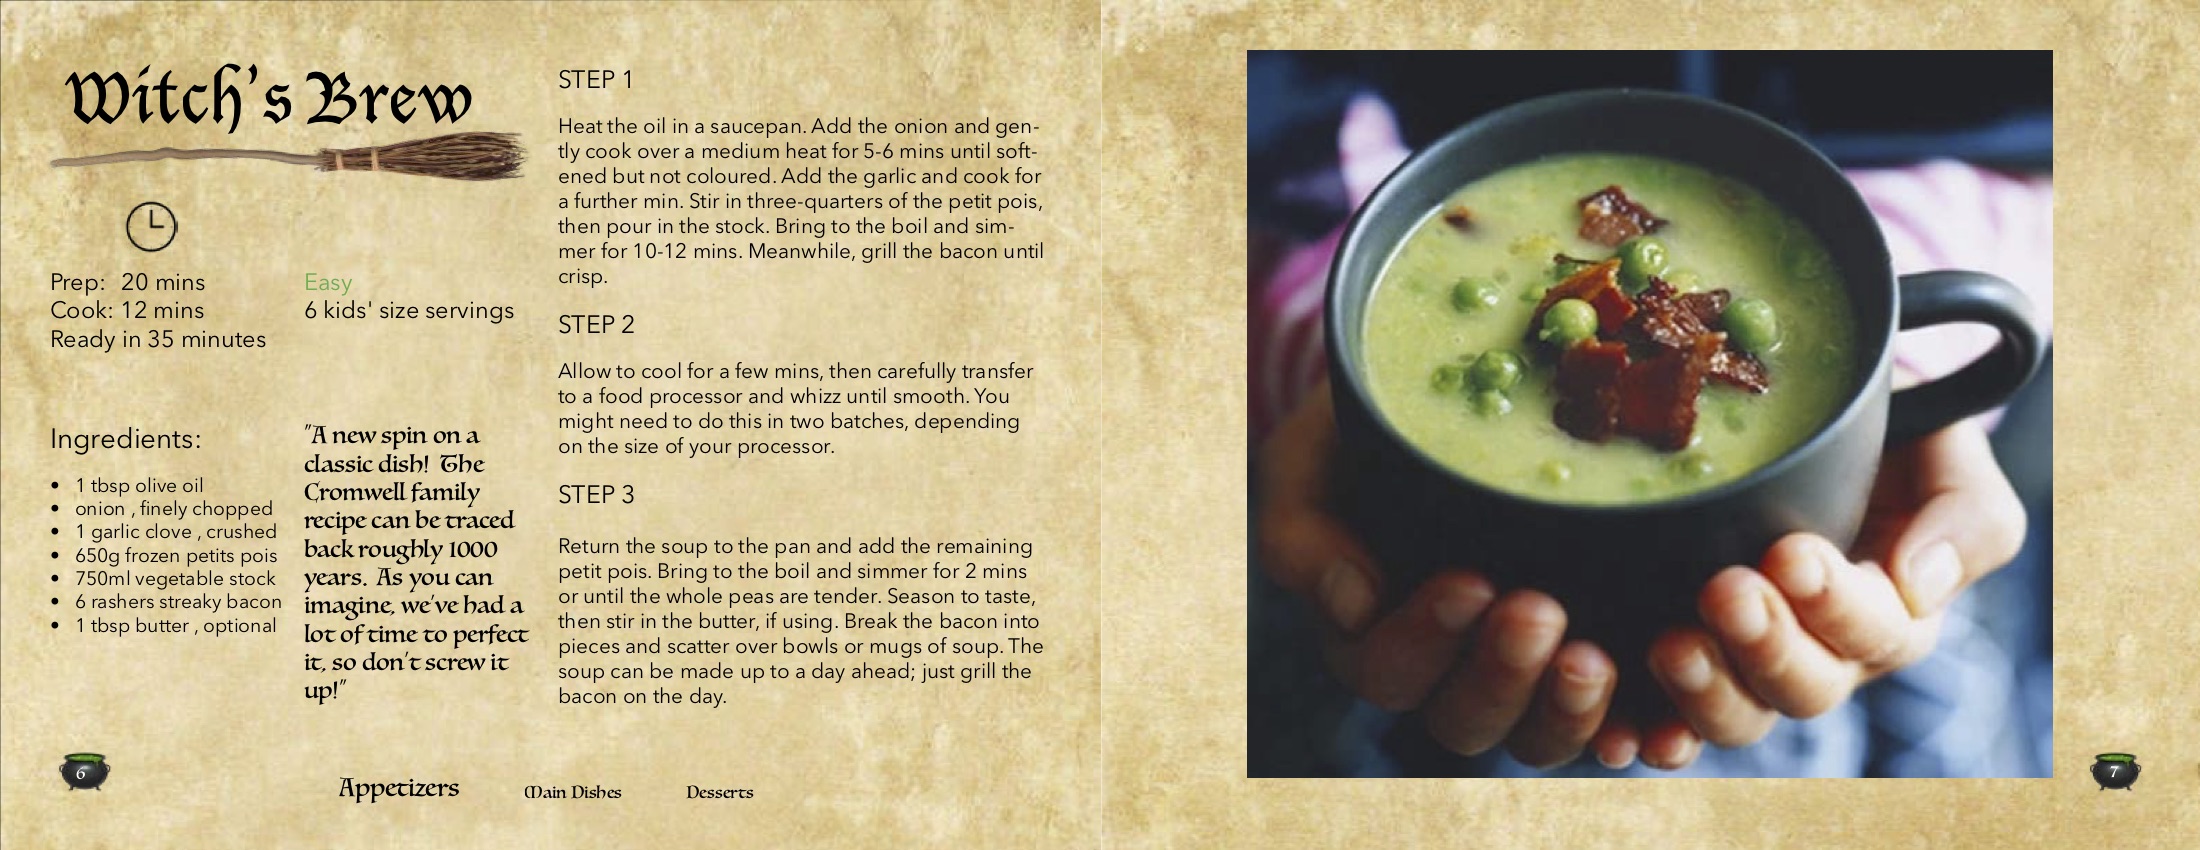 Witch's Brew
Prep: 20 mins
Cook: 12 mins
Ready in 35 minutes
Easy
6 kids' size servings
Ingredients:
• 1 tbsp olive oil
• onion , finely chopped
• 1 garlic clove , crushed
• 650g frozen petits pois
• 750ml vegetable stock
• 6 rashers streaky bacon
• 1 tbsp butter , optional
"A new spin on a
classic dish! The
Cromwell family
recipe can be traced
back roughly 1000
years. As you can
imagine, we've had a
lot of time to perfect
it, so don't screw it
up!"
STEP 1
Heat the oil in a saucepan. Add the onion and gen-
tly cook over a medium heat for 5-6 mins until soft-
ened but not coloured. Add the garlic and cook for
a further min. Stir in three-quarters of the petit pois,
then pour in the stock. Bring to the boil and sim-
mer for 10-12 mins. Meanwhile, grill the bacon until
crisp.
STEP 2
Allow to cool for a few mins, then carefully transfer
to a food processor and whizz until smooth. You
might need to do this in two batches, depending
on the size of your processor.
STEP 3
Return the soup to the pan and add the remaining
petit pois. Bring to the boil and simmer for 2 mins
or until the whole peas are tender. Season to taste,
then stir in the butter, if using. Break the bacon into
pieces and scatter over bowls or mugs of soup. The
soup can be made up to a day ahead; just grill the
bacon on the day.
6
Appetizers Main Dishes Desserts
7